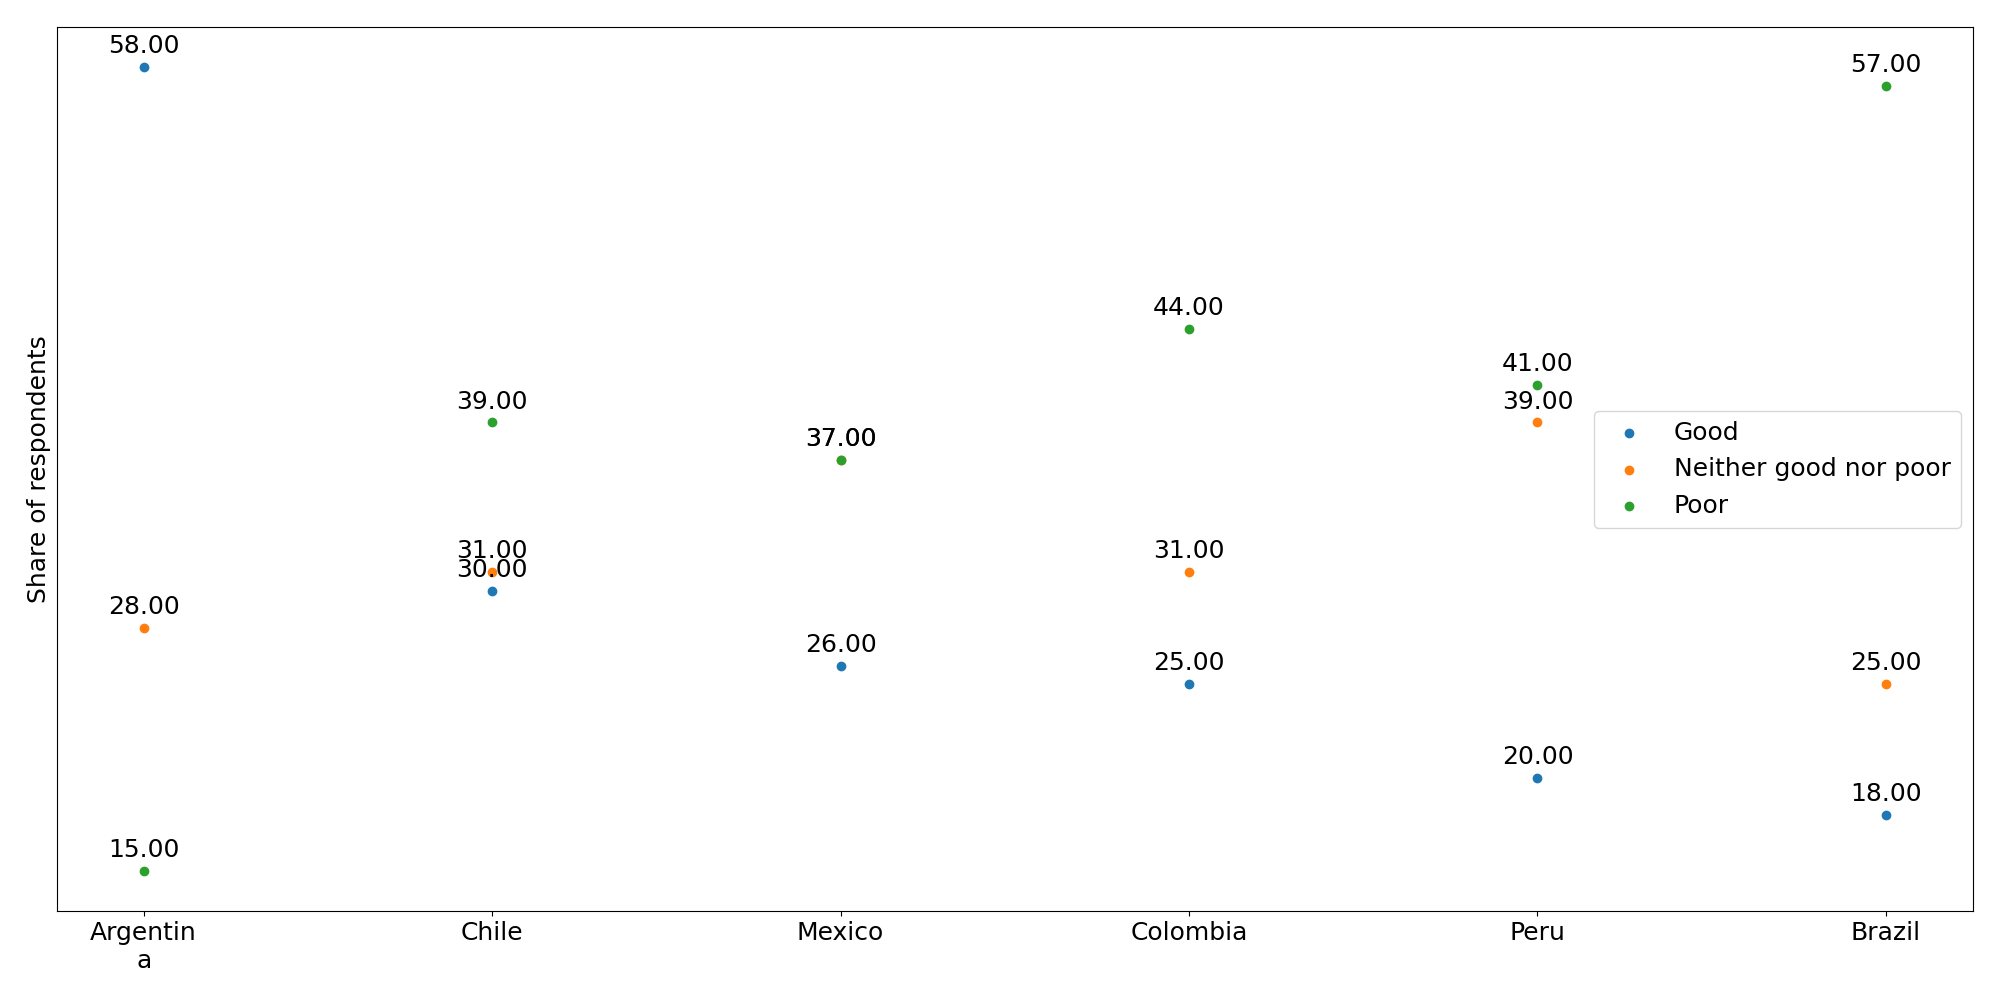 58.00
57.00
44.00
41.00
39.00
39.00
37.00
31.00
30.00
31.00
28.00
26.00
25.00
25.00
20.00
18.00
15.00
Share of respondents
Good
Neither good nor poor
Poor
Argentin
a
Chile
Mexico
Colombia
Peru
Brazil